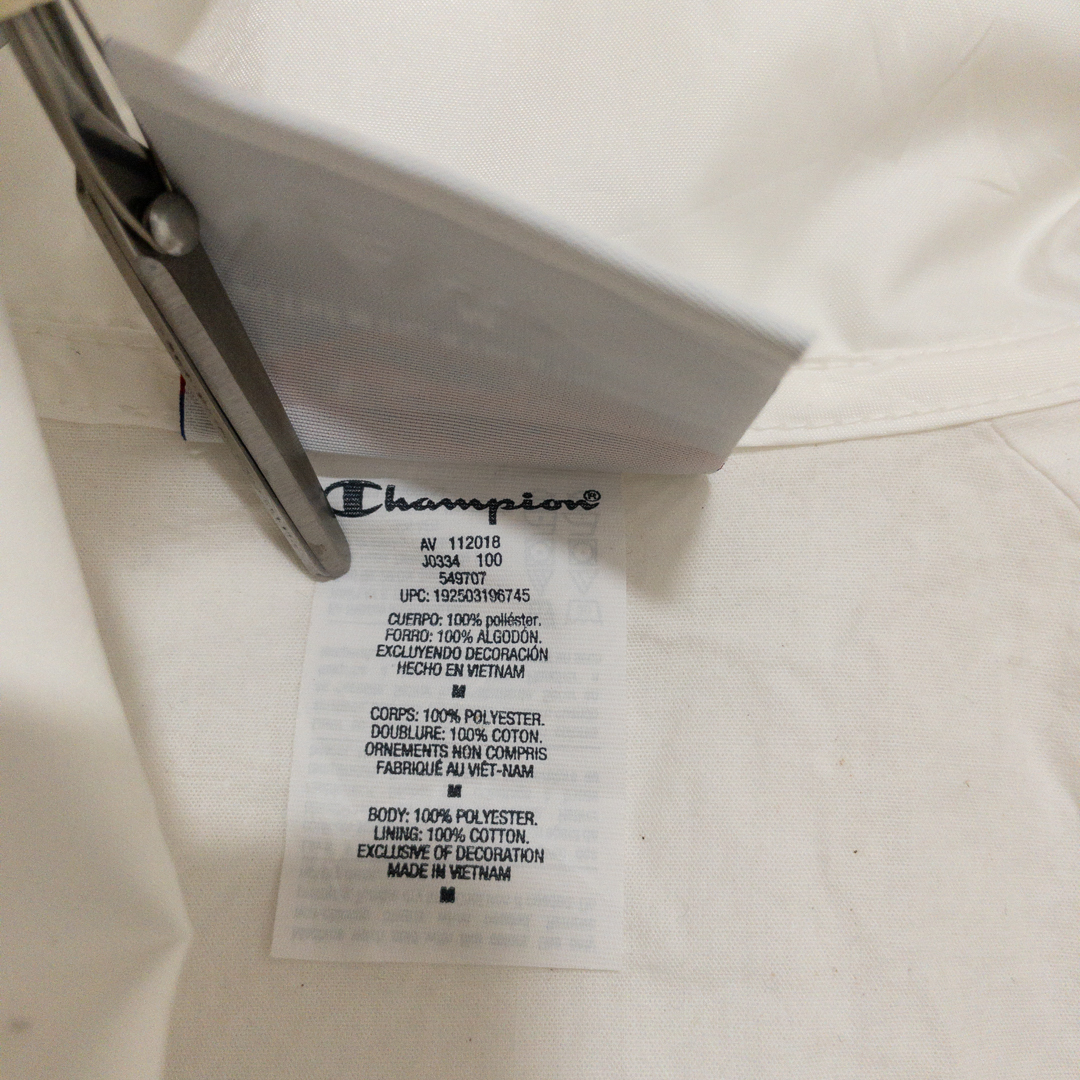 Champion®
AV 112018
J0334 100
549707
UPC: 192503196745
CUERPO: 100% poliéster.
FORRO: 100% ALGODÓN.
EXCLUYENDO DECORACIÓN
HECHO EN VIETNAM
M
CORPS: 100% POLYESTER.
DOUBLURE: 100% COTON.
ORNEMENTS NON COMPRIS
FABRIQUÉ AU VIÊT-NAM
M
BODY: 100% POLYESTER.
LINING: 100% COTTON.
EXCLUSIVE OF DECORATION
MADE IN VIETNAM
M